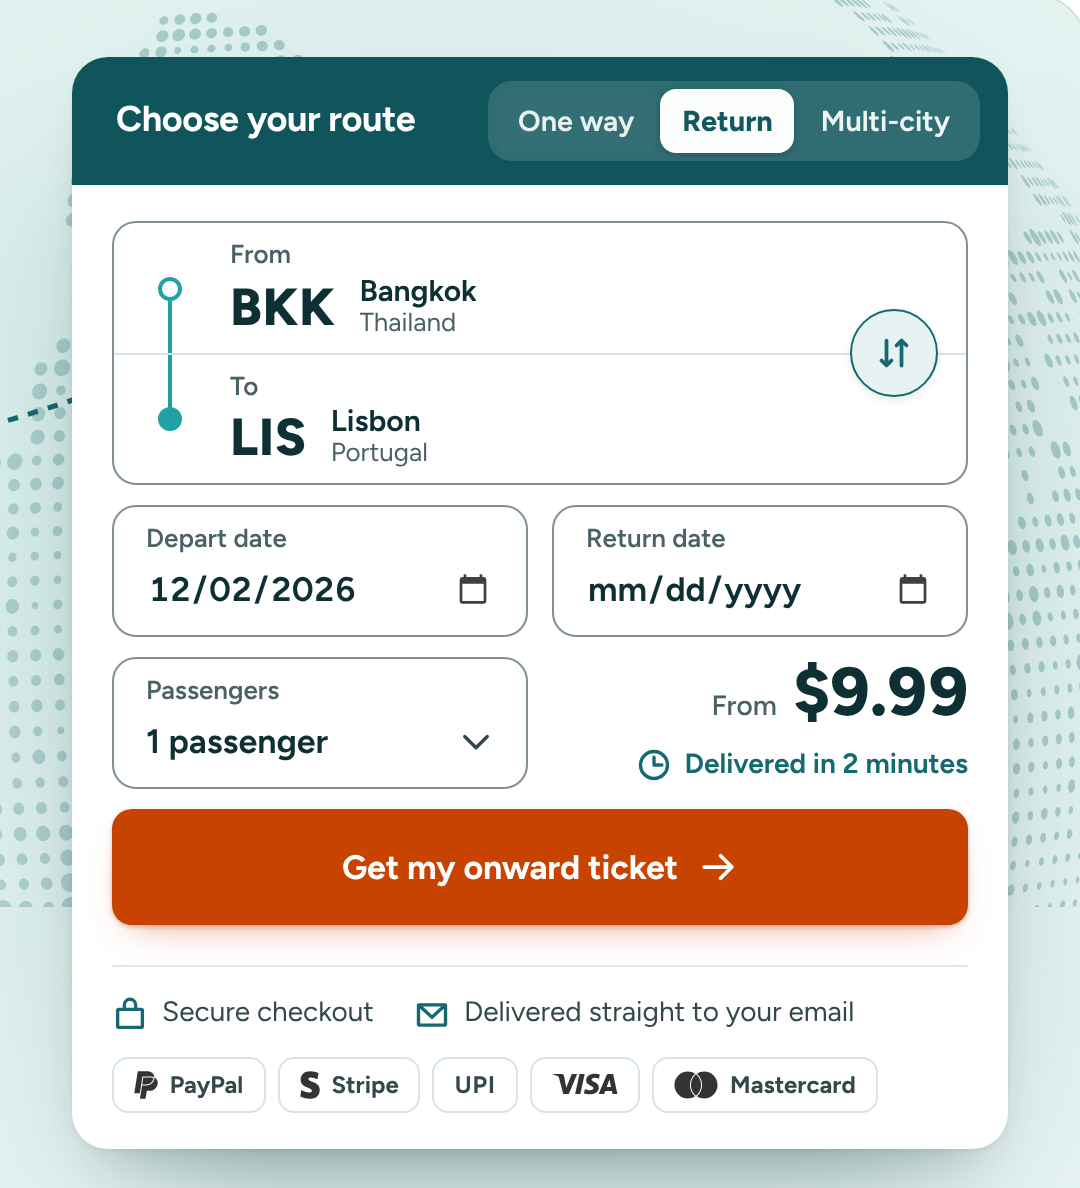 Choose your route
One way
Return
Multi-city
From
BKK
Bangkok
Thailand
To
LIS
Lisbon
Portugal
Depart date
12/02/2026
Return date
mm/dd/yyyy
Passengers
1 passenger
From $9.99
Delivered in 2 minutes
Get my onward ticket
Secure checkout
Delivered straight to your email
PayPal
Stripe
UPI
VISA
Mastercard